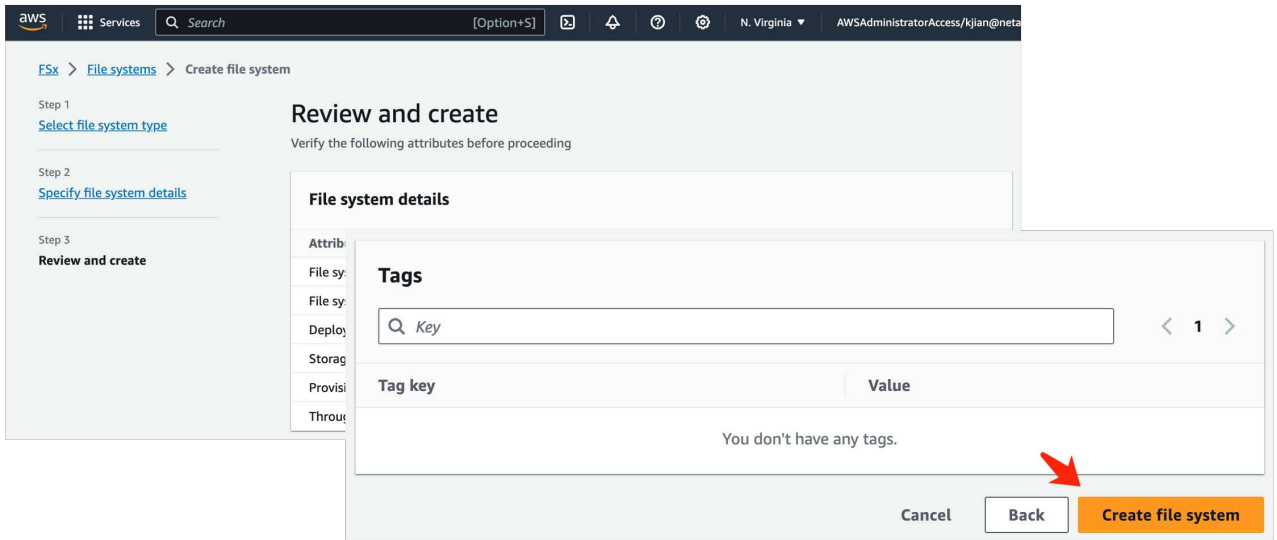 aws Services Search [Option+S] N. Virginia AWSAdministratorAccess/kjian@neta
FSx > File systems > Create file system
Step 1
Select file system type
Step 2
Specify file system details
Step 3
Review and create
Review and create
Verify the following attributes before proceeding
File system details
Attrib
File sy
File sy
Deploy
Storag
Provisi
Throug
Tags
Key
< 1 >
Tag key Value
You don't have any tags.
Cancel Back Create file system